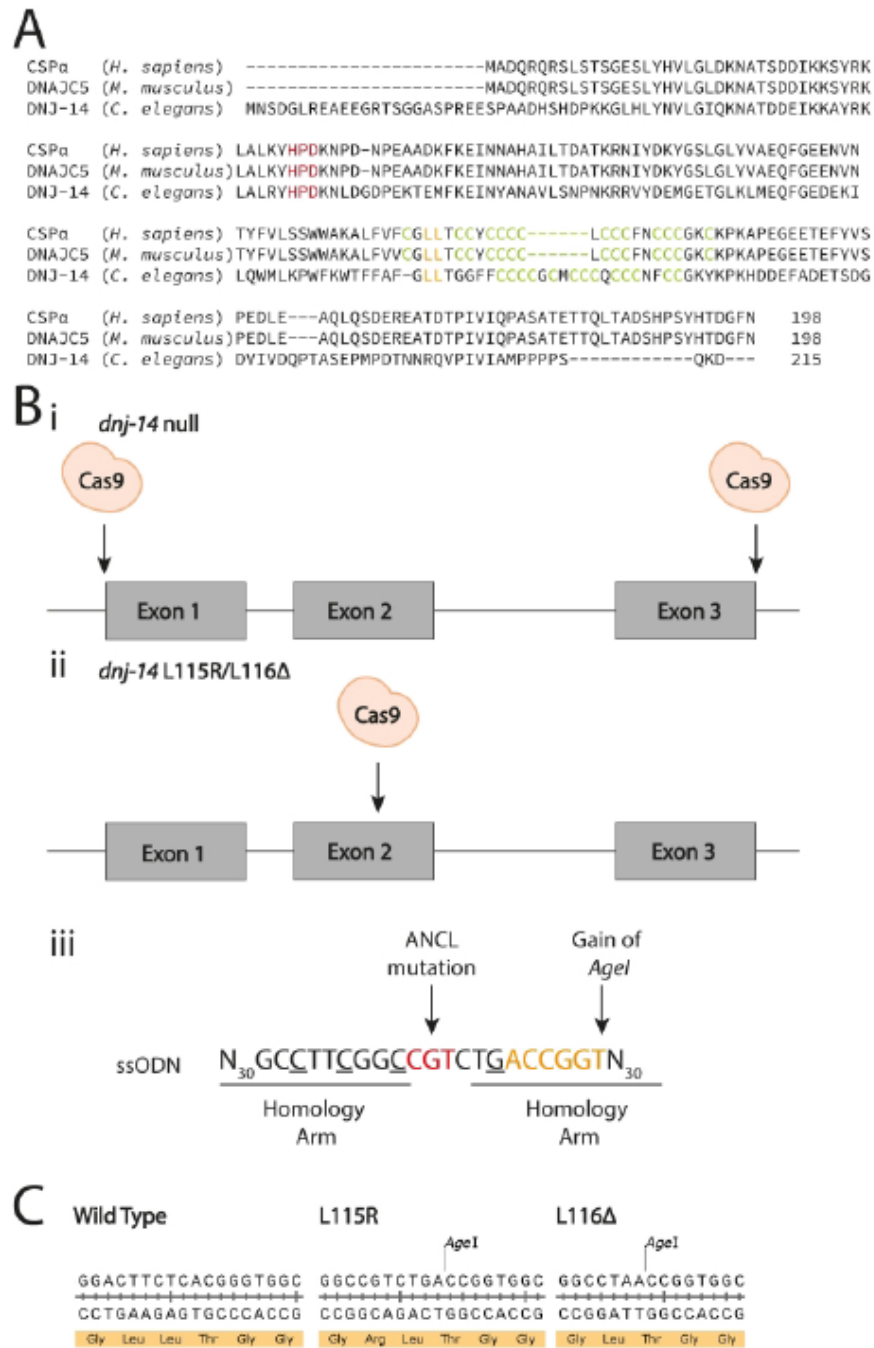 A
CSPα (H. sapiens) -----------------------MADQRQRSLSTSGESLYHVLGLDKNATSDDIKKSYRK
DNAJC5 (M. musculus) -----------------------MADQRQRSLSTSGESLYHVLGLDKNATSDDIKKSYRK
DNJ-14 (C. elegans) MNSDGLREAEEGRTSGGASPREESPAADHSHDPKKGLHLYNVLGIQKNATDDEIKKAYRK
CSPα (H. sapiens) LALKYHPDKNPD-NPEAADKFKEINNAHAILTDATKRNIYDKYGSLGLYVAEQFGEENVN
DNAJC5 (M. musculus)LALKYHPDKNPD-NPEAADKFKEINNAHAILTDATKRNIYDKYGSLGLYVAEQFGEENVN
DNJ-14 (C. elegans) LALRYHPDKNLDGDPEKTEMFKEINYANAVLSNPNKRRVYDEMGETGLKLMEQFGEDEKI
CSPα (H. sapiens) TYFVLSSWWAKALFVFCGLLTCCYCCCC------LCCCFNCCCGKCKPKAPEGEETEFYVS
DNAJC5 (M. musculus)TYFVLSSWWAKALFVVCGLLTCCYCCCC------LCCCFNCCCGKCKPKAPEGEETEFYVS
DNJ-14 (C. elegans) LQWMLKPWFKWTFFAF-GLLTGGFFCCCCGCMCCCQCCCNFCCGKYKPKHDDEFADETSDG
CSPα (H. sapiens) PEDLE---AQLQSDEREATDTPIVIQPASATETTQLTADSHPSYHTDGFN 198
DNAJC5 (M. musculus)PEDLE---AQLQSDEREATDTPIVIQPASATETTQLTADSHPSYHTDGFN 198
DNJ-14 (C. elegans) DVIVDQPTASEPMPDTNNRQVPIVIAMPPPPS------------QKD--- 215
B i dnj-14 null
Cas9 Cas9
Exon 1 Exon 2 Exon 3
ii dnj-14 L115R/L116Δ
Cas9
Exon 1 Exon 2 Exon 3
iii
ANCL mutation
Gain of AgeI
ssODN N30GCCTTCGGCCGTCTGACCGGTN30
Homology Arm
Homology Arm
C
Wild Type L115R L116Δ
AgeI AgeI
GGACTTCTCACGGGTGGC GGCCGTCTGACCGGTGGC GGCCTAACCGGTGGC
CCTGAAGAGTGCCCACCG CCGGCAGACTGGCCACCG CCGGATTGGCCACCG
Gly Leu Leu Thr Gly Gly Gly Arg Leu Thr Gly Gly Gly Leu Thr Gly Gly